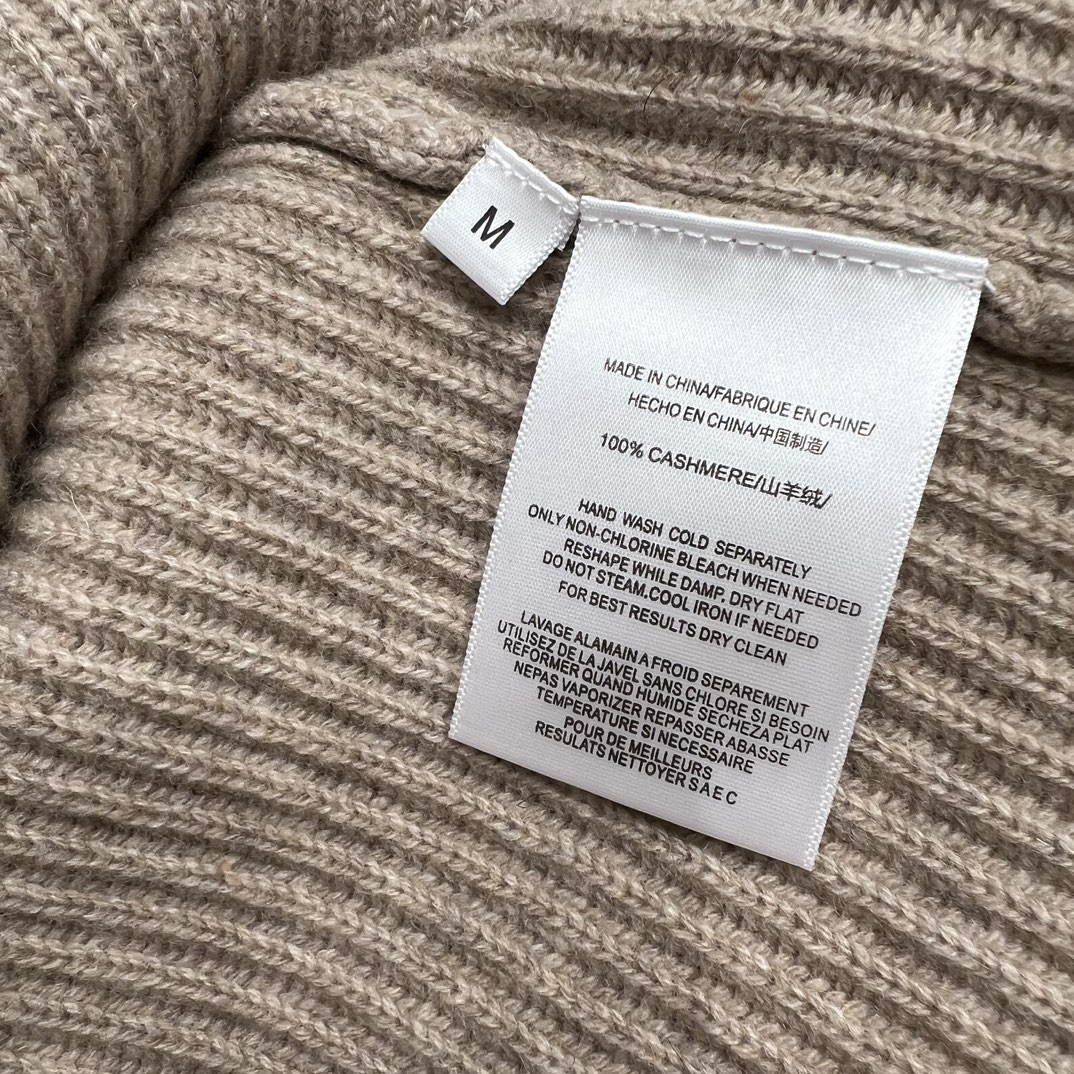 M
MADE IN CHINA/FABRIQUE EN CHINE/
HECHO EN CHINA/中国制造/
100% CASHMERE/山羊绒/
HAND WASH COLD SEPARATELY
ONLY NON-CHLORINE BLEACH WHEN NEEDED
RESHAPE WHILE DAMP. DRY FLAT
DO NOT STEAM.COOL IRON IF NEEDED
FOR BEST RESULTS DRY CLEAN
LAVAGE ALAMAIN A FROID SEPAREMENT
UTILISEZ DE LA JAVEL SANS CHLORE SI BESOIN
REFORMER QUAND HUMIDE SECHEZA PLAT
NEPAS VAPORIZER REPASSER ABASSE
TEMPERATURE SI NECESSAIRE
POUR DE MEILLEURS
RESULATS NETTOYER S A E C